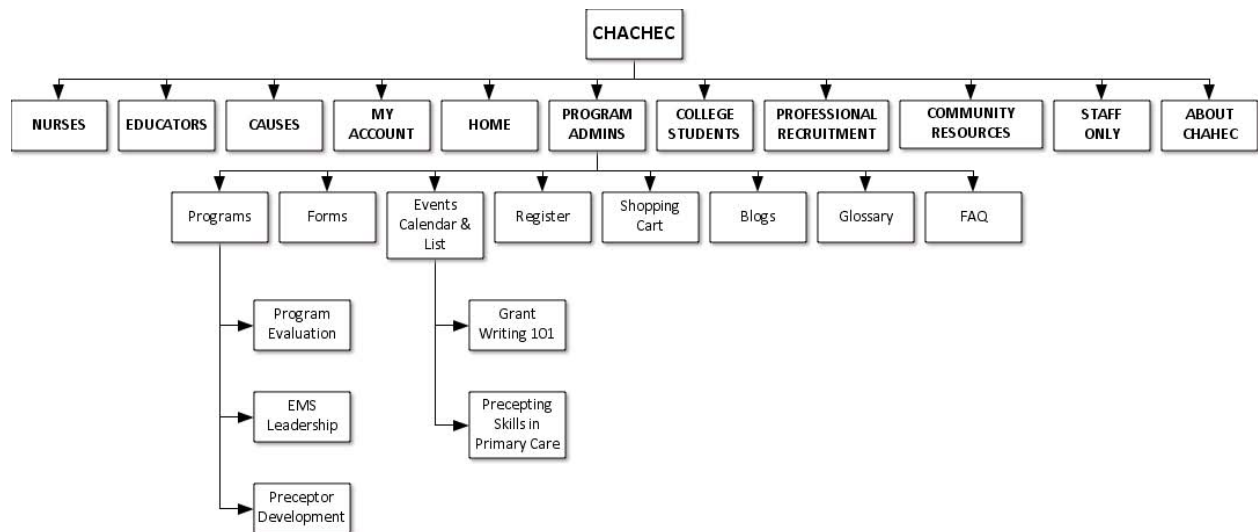 CHACHEC
NURSES
EDUCATORS
CAUSES
MY
ACCOUNT
HOME
PROGRAM
ADMINS
COLLEGE
STUDENTS
PROFESSIONAL
RECRUITMENT
COMMUNITY
RESOURCES
STAFF
ONLY
ABOUT
CHAHEC
Programs
Forms
Events
Calendar &
List
Register
Shopping
Cart
Blogs
Glossary
FAQ
Program
Evaluation
EMS
Leadership
Preceptor
Development
Grant
Writing 101
Precepting
Skills in
Primary Care